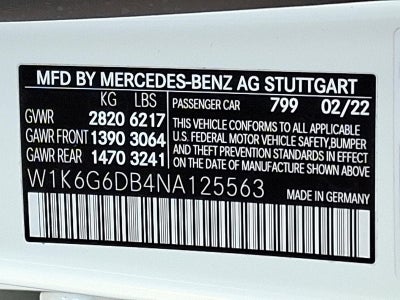 MFD BY MERCEDES-BENZ AG STUTTGART
KG LBS
GVWR 2820 6217
GAWR FRONT 1390 3064
GAWR REAR 1470 3241
PASSENGER CAR 799 02/22
THIS VEHICLE CONFORMS TO ALL APPLICABLE
U.S. FEDERAL MOTOR VEHICLE SAFETY, BUMPER
AND THEFT PREVENTION STANDARDS IN EFFECT ON THE
DATE OF MANUFACTURE SHOWN ABOVE.
W1K6G6DB4NA125563
MADE IN GERMANY